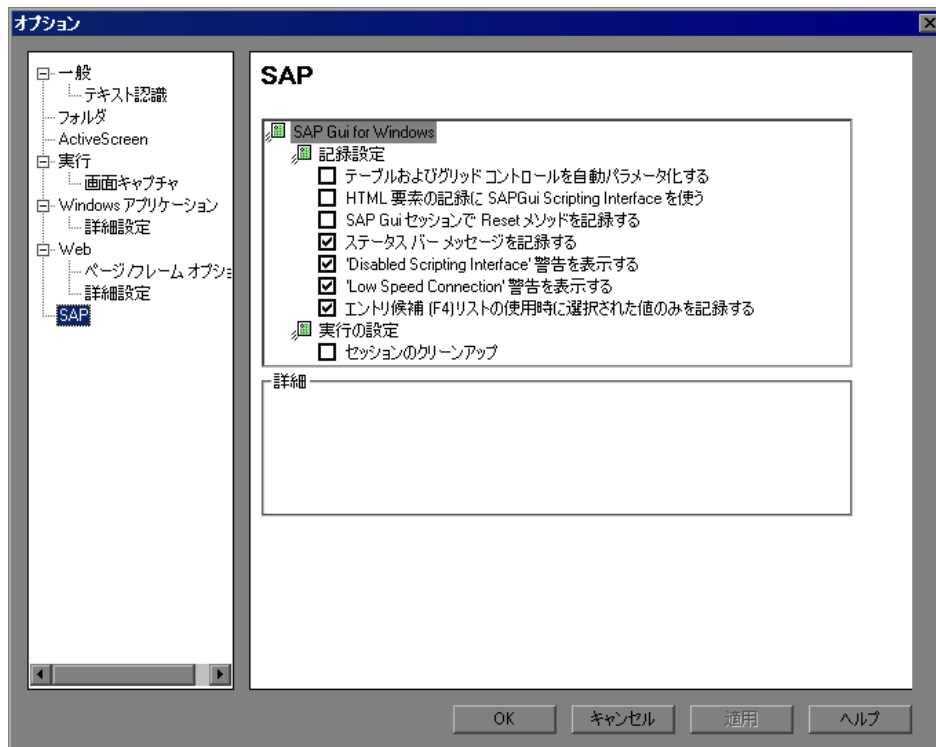 オプション
一般
テキスト認識
フォルダ
ActiveScreen
実行
画面キャプチャ
Windows アプリケーション
詳細設定
Web
ページ/フレーム オプショ
詳細設定
SAP
SAP
SAP Gui for Windows
記録設定
テーブルおよびグリッド コントロールを自動パラメータ化する
HTML 要素の記録に SAPGui Scripting Interface を使う
SAP Gui セッションで Reset メソッドを記録する
ステータス バー メッセージを記録する
'Disabled Scripting Interface' 警告を表示する
'Low Speed Connection' 警告を表示する
エントリ候補 (F4)リストの使用時に選択された値のみを記録する
実行の設定
セッションのクリーンアップ
詳細
OK
キャンセル
適用
ヘルプ